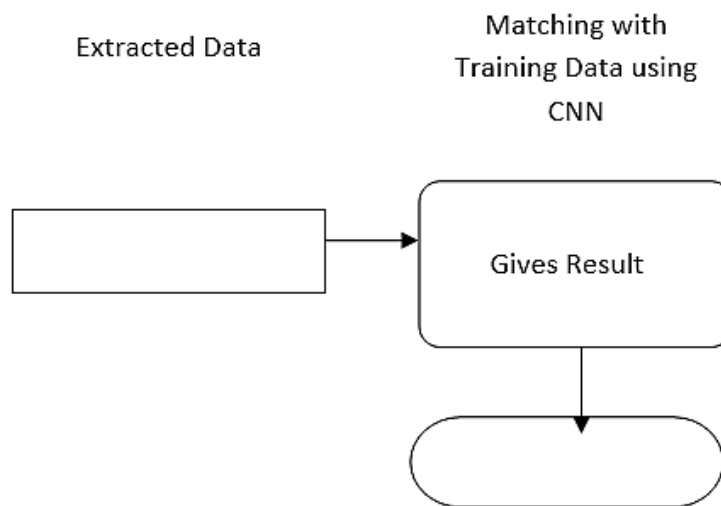 Extracted Data
Matching with
Training Data using
CNN
Gives Result